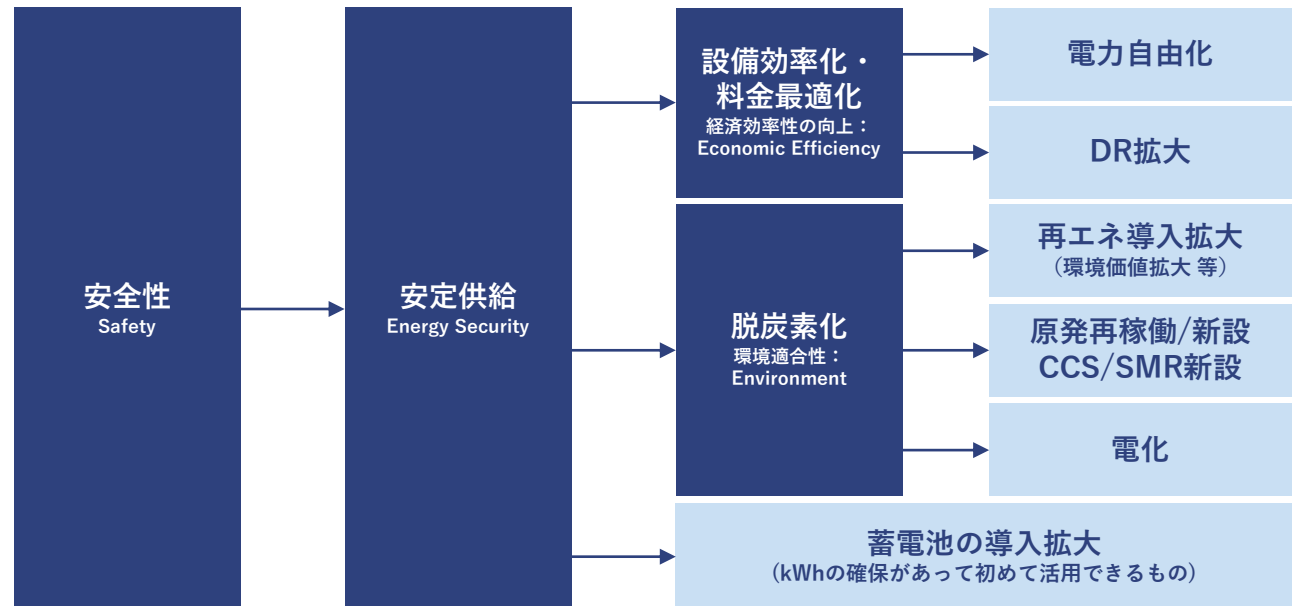 安全性
Safety
安定供給
Energy Security
設備効率化・
料金最適化
経済効率性の向上：
Economic Efficiency
電力自由化
DR拡大
脱炭素化
環境適合性：
Environment
再エネ導入拡大
（環境価値拡大 等）
原発再稼働/新設
CCS/SMR新設
電化
蓄電池の導入拡大
（kWhの確保があって初めて活用できるもの）